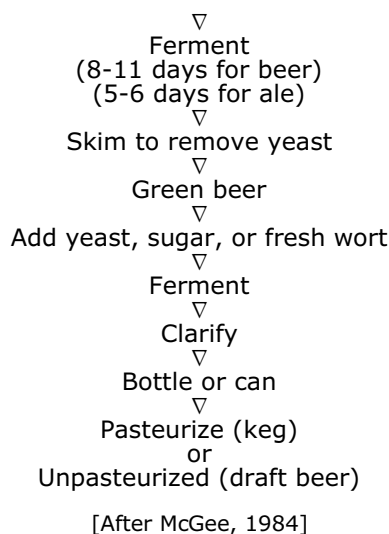 ∇
Ferment
(8-11 days for beer)
(5-6 days for ale)
∇
Skim to remove yeast
∇
Green beer
∇
Add yeast, sugar, or fresh wort
∇
Ferment
∇
Clarify
∇
Bottle or can
∇
Pasteurize (keg)
or
Unpasteurized (draft beer)
[After McGee, 1984]